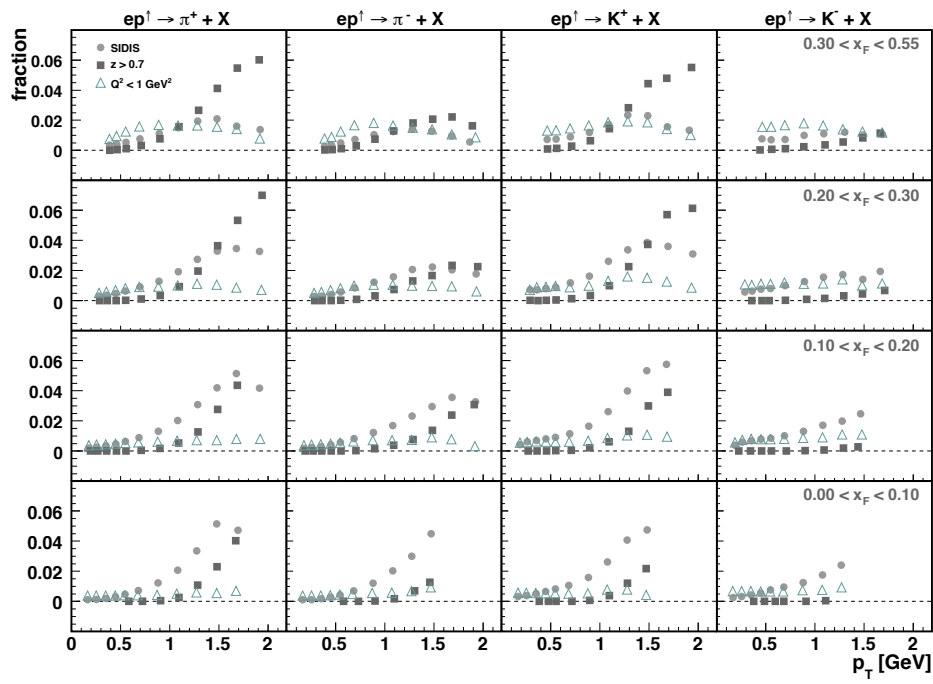 ep↑ → π⁺ + X ep↑ → π⁻ + X ep↑ → K⁺ + X ep↑ → K⁻ + X
fraction
SIDIS
z > 0.7
Q² < 1 GeV²
0.30 < x_F < 0.55
0.06
0.04
0.02
0
0.20 < x_F < 0.30
0.06
0.04
0.02
0
0.10 < x_F < 0.20
0.06
0.04
0.02
0
0.00 < x_F < 0.10
0.06
0.04
0.02
0
0 0.5 1 1.5 2 0.5 1 1.5 2 0.5 1 1.5 2 0.5 1 1.5 2
p_T [GeV]